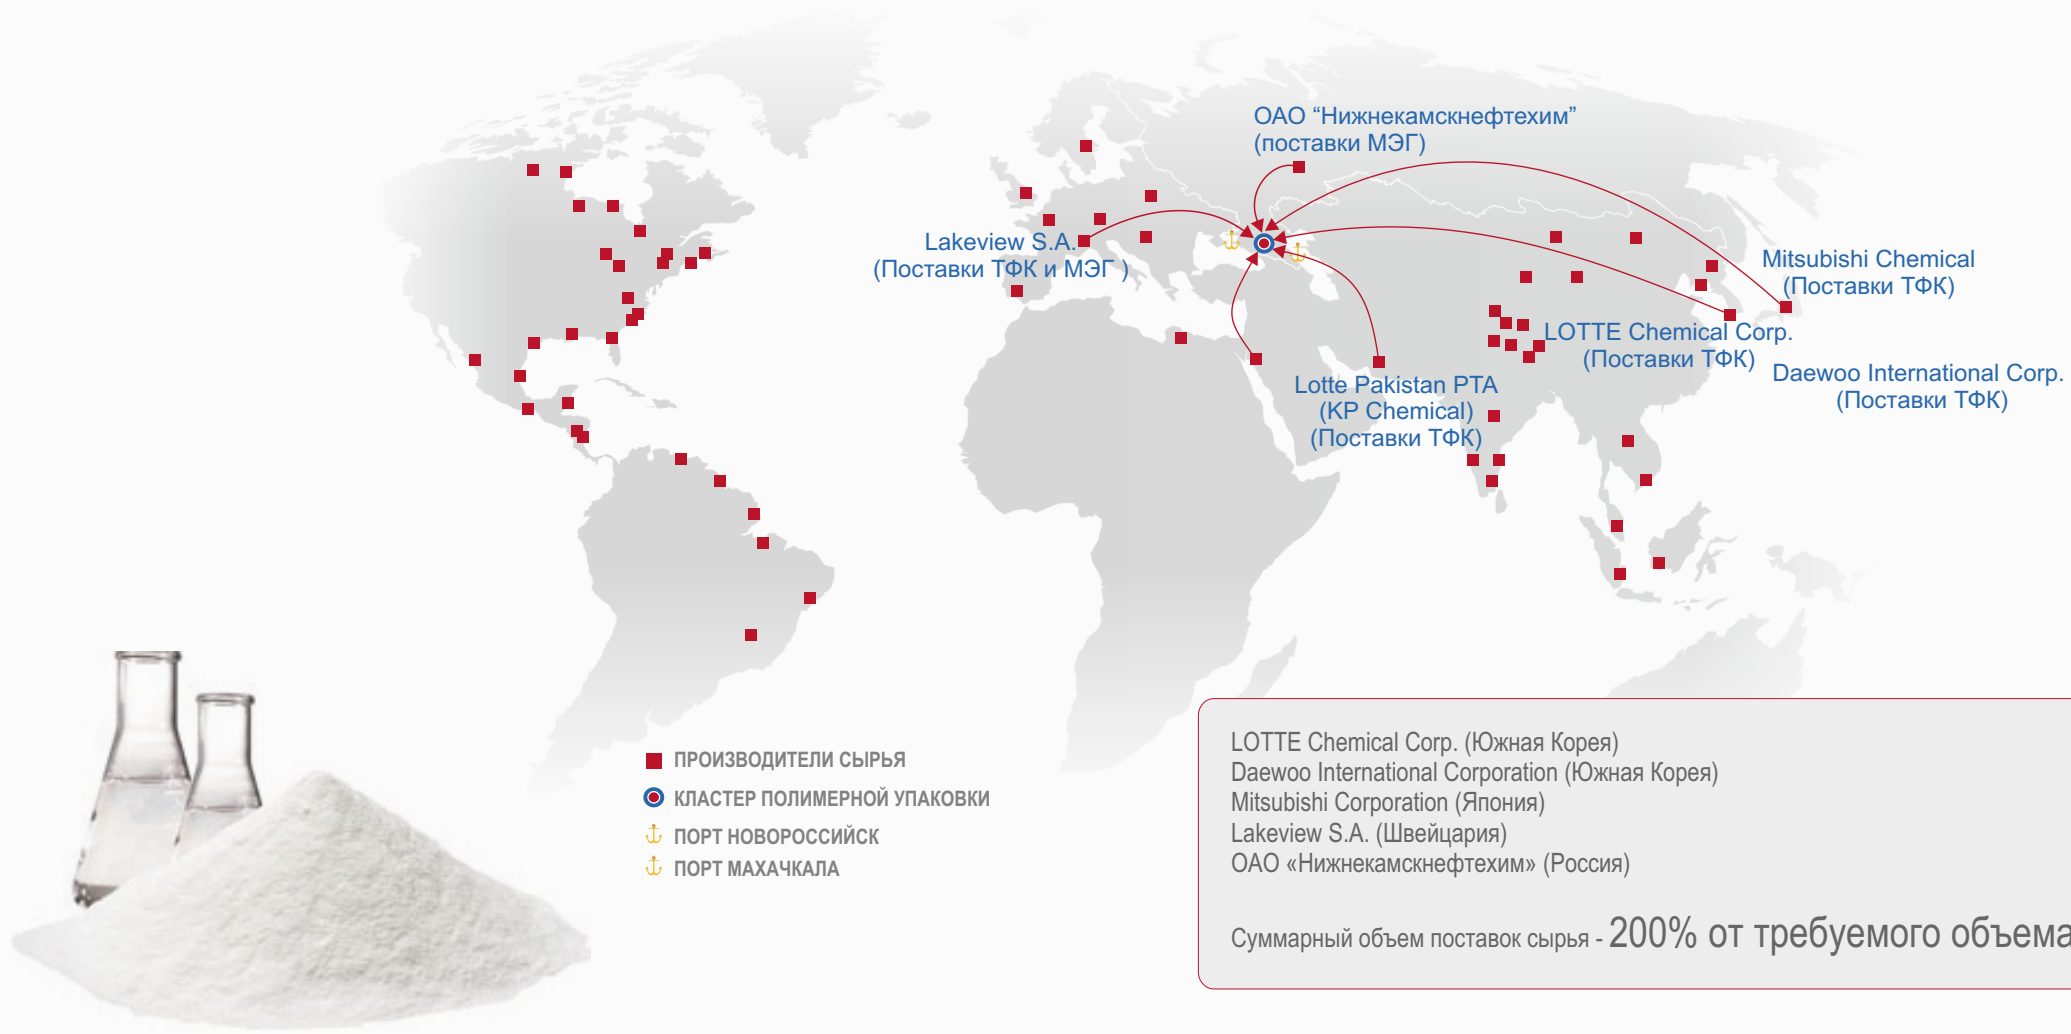 ОАО “Нижнекамскнефтехим”
(поставки МЭГ)
Lakeview S.A.
(Поставки ТФК и МЭГ )
Mitsubishi Chemical
(Поставки ТФК)
LOTTE Chemical Corp.
(Поставки ТФК)
Daewoo International Corp.
(Поставки ТФК)
Lotte Pakistan PTA
(KP Chemical)
(Поставки ТФК)
ПРОИЗВОДИТЕЛИ СЫРЬЯ
КЛАСТЕР ПОЛИМЕРНОЙ УПАКОВКИ
ПОРТ НОВОРОССИЙСК
ПОРТ МАХАЧКАЛА
LOTTE Chemical Corp. (Южная Корея)
Daewoo International Corporation (Южная Корея)
Mitsubishi Corporation (Япония)
Lakeview S.A. (Швейцария)
ОАО «Нижнекамскнефтехим» (Россия)
Суммарный объем поставок сырья - 200% от требуемого объема